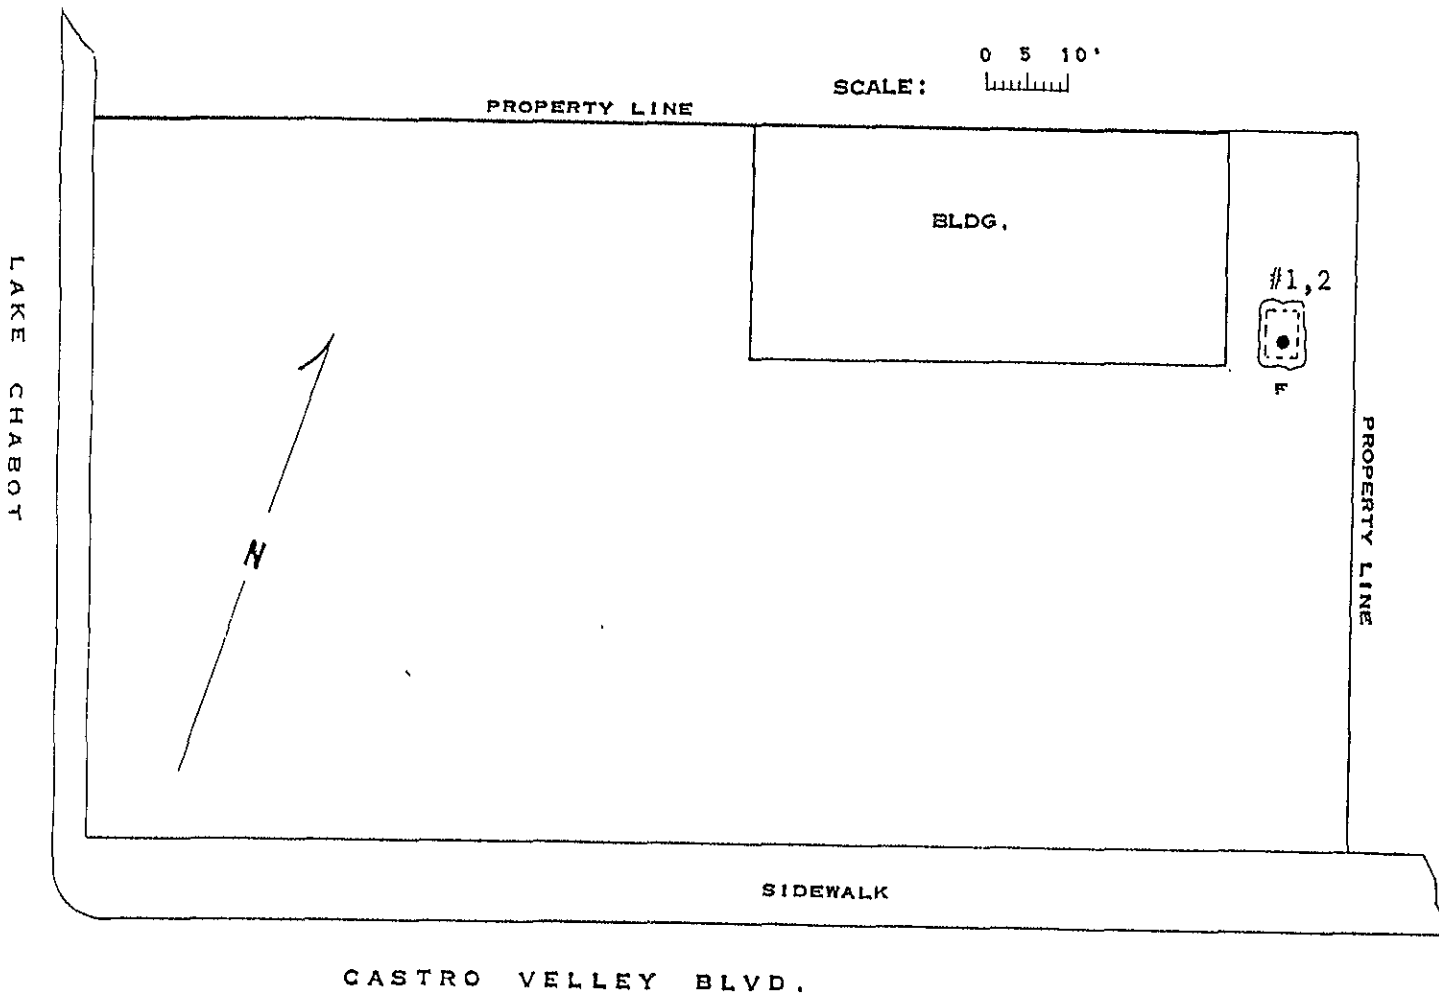 0 5 10'
SCALE:
PROPERTY LINE
BLDG.
#1,2
F
LAKE CHABOT
PROPERTY LINE
N
SIDEWALK
CASTRO VELLEY BLVD.